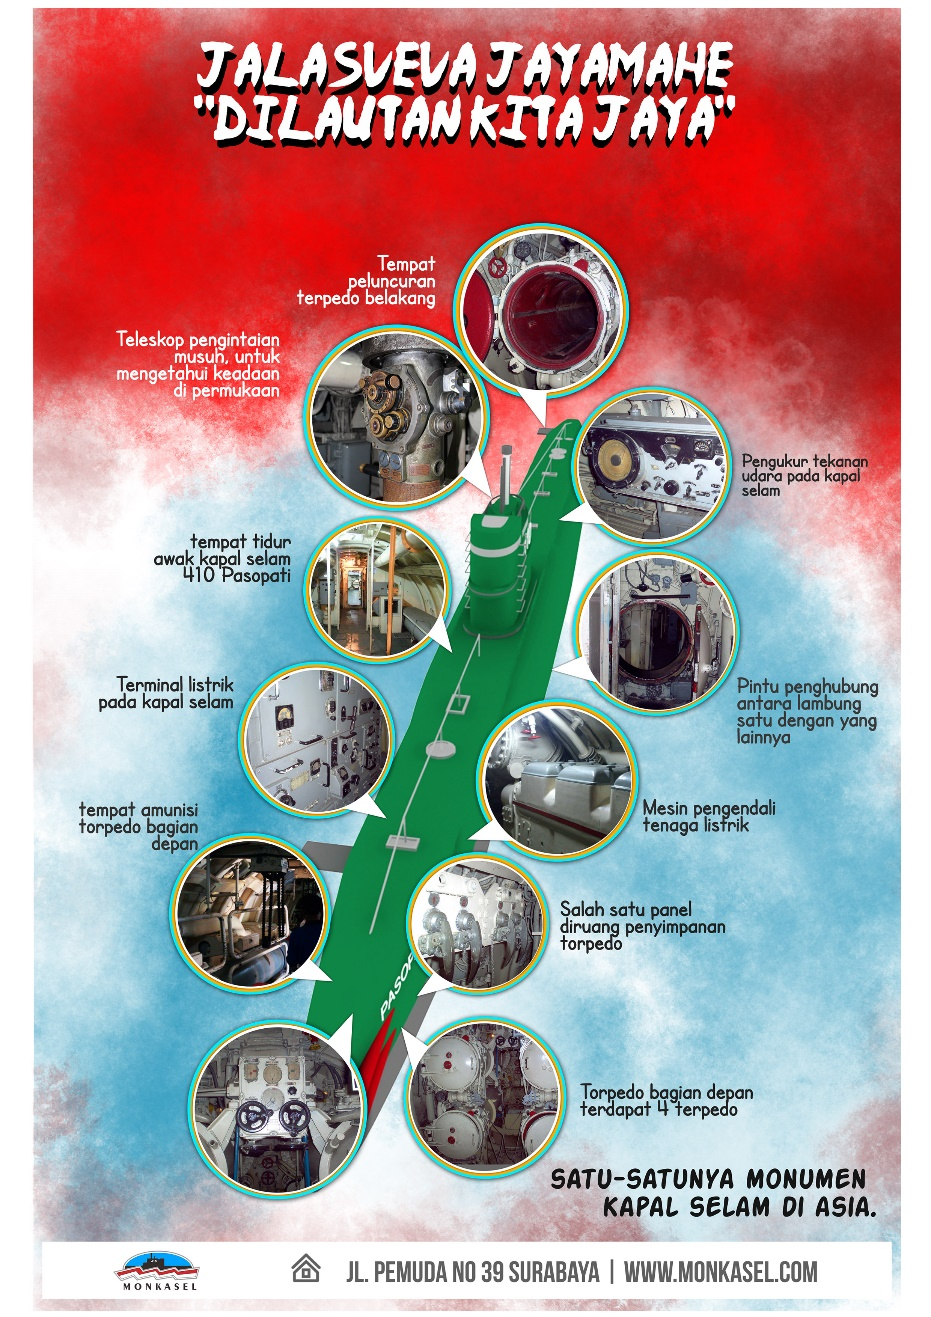 JALASVEVA JAYAMAHE
"DILAUTAN KITA JAYA"
Tempat
peluncuran
terpedo belakang
Teleskop pengintaian
musuh, untuk
mengetahui keadaan
di permukaan
Pengukur tekanan
udara pada kapal
selam
tempat tidur
awak kapal selam
410 Pasopati
Pintu penghubung
antara lambung
satu dengan yang
lainnya
Terminal listrik
pada kapal selam
Mesin pengendali
tenaga listrik
tempat amunisi
torpedo bagian
depan
Salah satu panel
diruang penyimpanan
torpedo
PASOP
Torpedo bagian depan
terdapat 4 terpedo
SATU-SATUNYA MONUMEN
KAPAL SELAM DI ASIA.
MONKASEL
JL. PEMUDA NO 39 SURABAYA | WWW.MONKASEL.COM